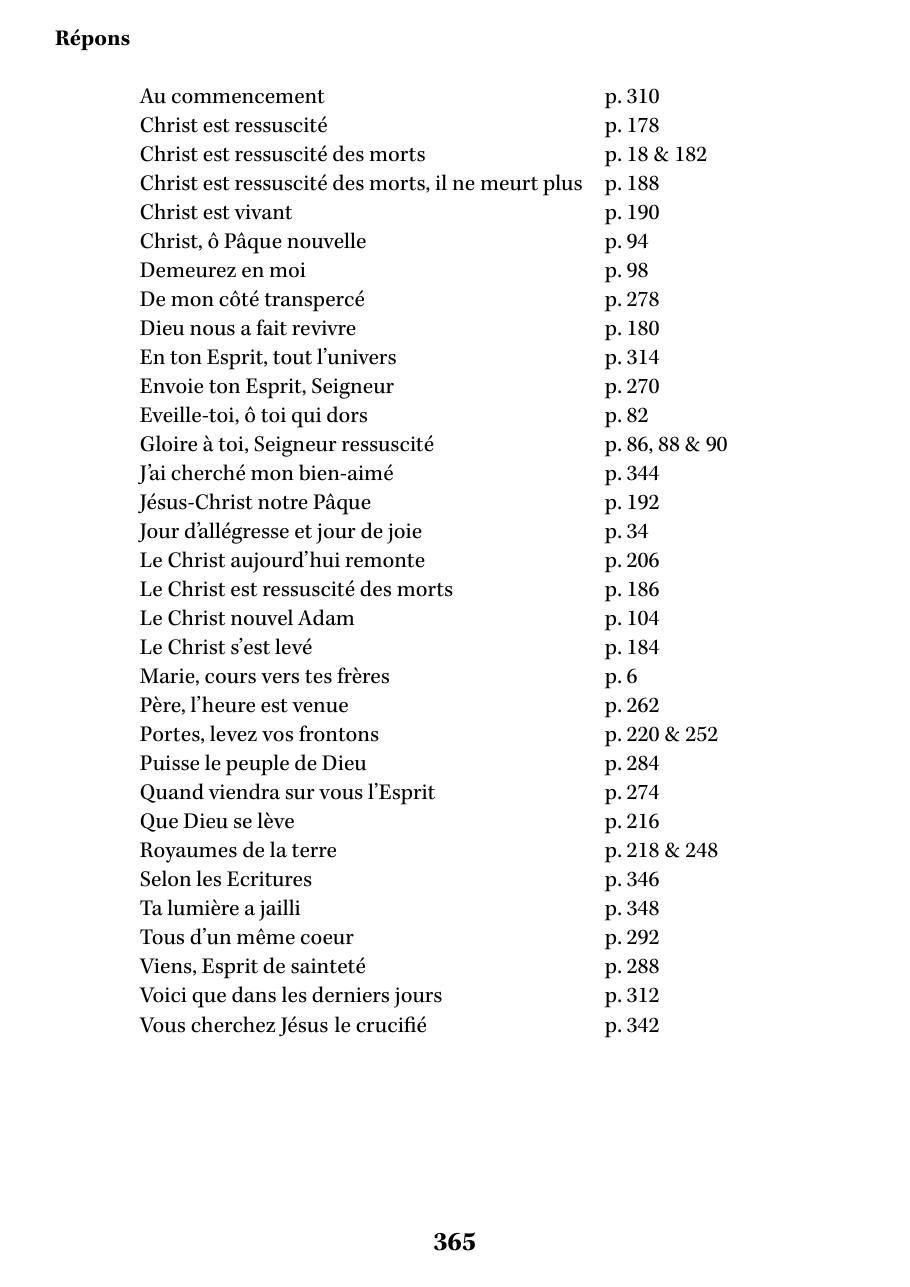 Répons
Au commencement p. 310
Christ est ressuscité p. 178
Christ est ressuscité des morts p. 18 & 182
Christ est ressuscité des morts, il ne meurt plus p. 188
Christ est vivant p. 190
Christ, ô Pâque nouvelle p. 94
Demeurez en moi p. 98
De mon côté transpercé p. 278
Dieu nous a fait revivre p. 180
En ton Esprit, tout l’univers p. 314
Envoie ton Esprit, Seigneur p. 270
Eveille-toi, ô toi qui dors p. 82
Gloire à toi, Seigneur ressuscité p. 86, 88 & 90
J’ai cherché mon bien-aimé p. 344
Jésus-Christ notre Pâque p. 192
Jour d’allégresse et jour de joie p. 34
Le Christ aujourd’hui remonte p. 206
Le Christ est ressuscité des morts p. 186
Le Christ nouvel Adam p. 104
Le Christ s’est levé p. 184
Marie, cours vers tes frères p. 6
Père, l’heure est venue p. 262
Portes, levez vos frontons p. 220 & 252
Puisse le peuple de Dieu p. 284
Quand viendra sur vous l’Esprit p. 274
Que Dieu se lève p. 216
Royaumes de la terre p. 218 & 248
Selon les Ecritures p. 346
Ta lumière a jailli p. 348
Tous d’un même coeur p. 292
Viens, Esprit de sainteté p. 288
Voici que dans les derniers jours p. 312
Vous cherchez Jésus le crucifié p. 342
365